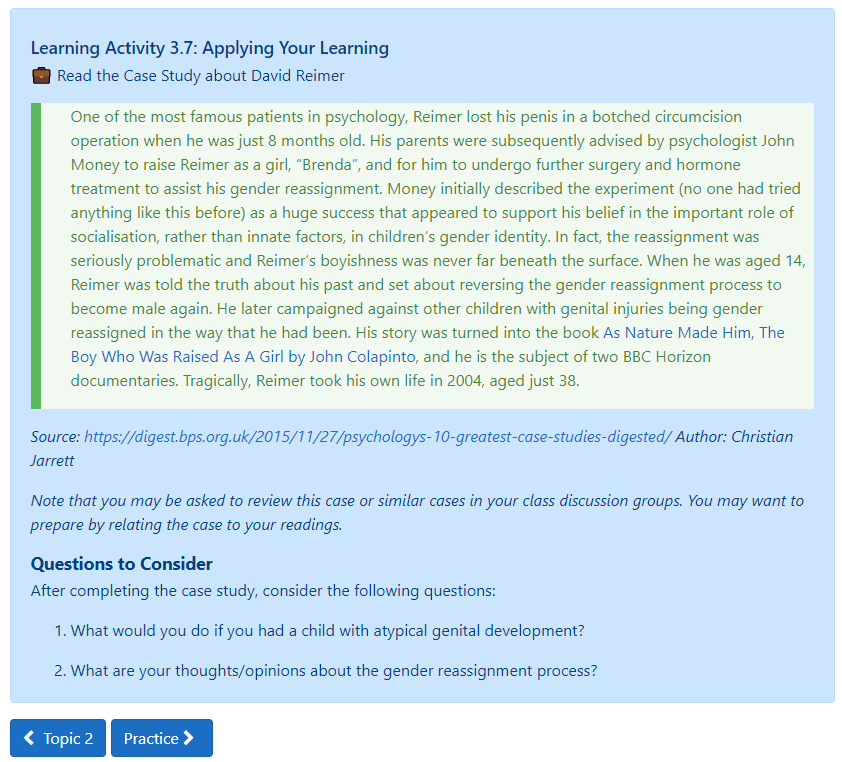 Learning Activity 3.7: Applying Your Learning
Read the Case Study about David Reimer
One of the most famous patients in psychology, Reimer lost his penis in a botched circumcision
operation when he was just 8 months old. His parents were subsequently advised by psychologist John
Money to raise Reimer as a girl, “Brenda”, and for him to undergo further surgery and hormone
treatment to assist his gender reassignment. Money initially described the experiment (no one had tried
anything like this before) as a huge success that appeared to support his belief in the important role of
socialisation, rather than innate factors, in children’s gender identity. In fact, the reassignment was
seriously problematic and Reimer’s boyishness was never far beneath the surface. When he was aged 14,
Reimer was told the truth about his past and set about reversing the gender reassignment process to
become male again. He later campaigned against other children with genital injuries being gender
reassigned in the way that he had been. His story was turned into the book As Nature Made Him, The
Boy Who Was Raised As A Girl by John Colapinto, and he is the subject of two BBC Horizon
documentaries. Tragically, Reimer took his own life in 2004, aged just 38.
Source: https://digest.bps.org.uk/2015/11/27/psychologys-10-greatest-case-studies-digested/ Author: Christian
Jarrett
Note that you may be asked to review this case or similar cases in your class discussion groups. You may want to
prepare by relating the case to your readings.
Questions to Consider
After completing the case study, consider the following questions:
1. What would you do if you had a child with atypical genital development?
2. What are your thoughts/opinions about the gender reassignment process?
Topic 2 Practice